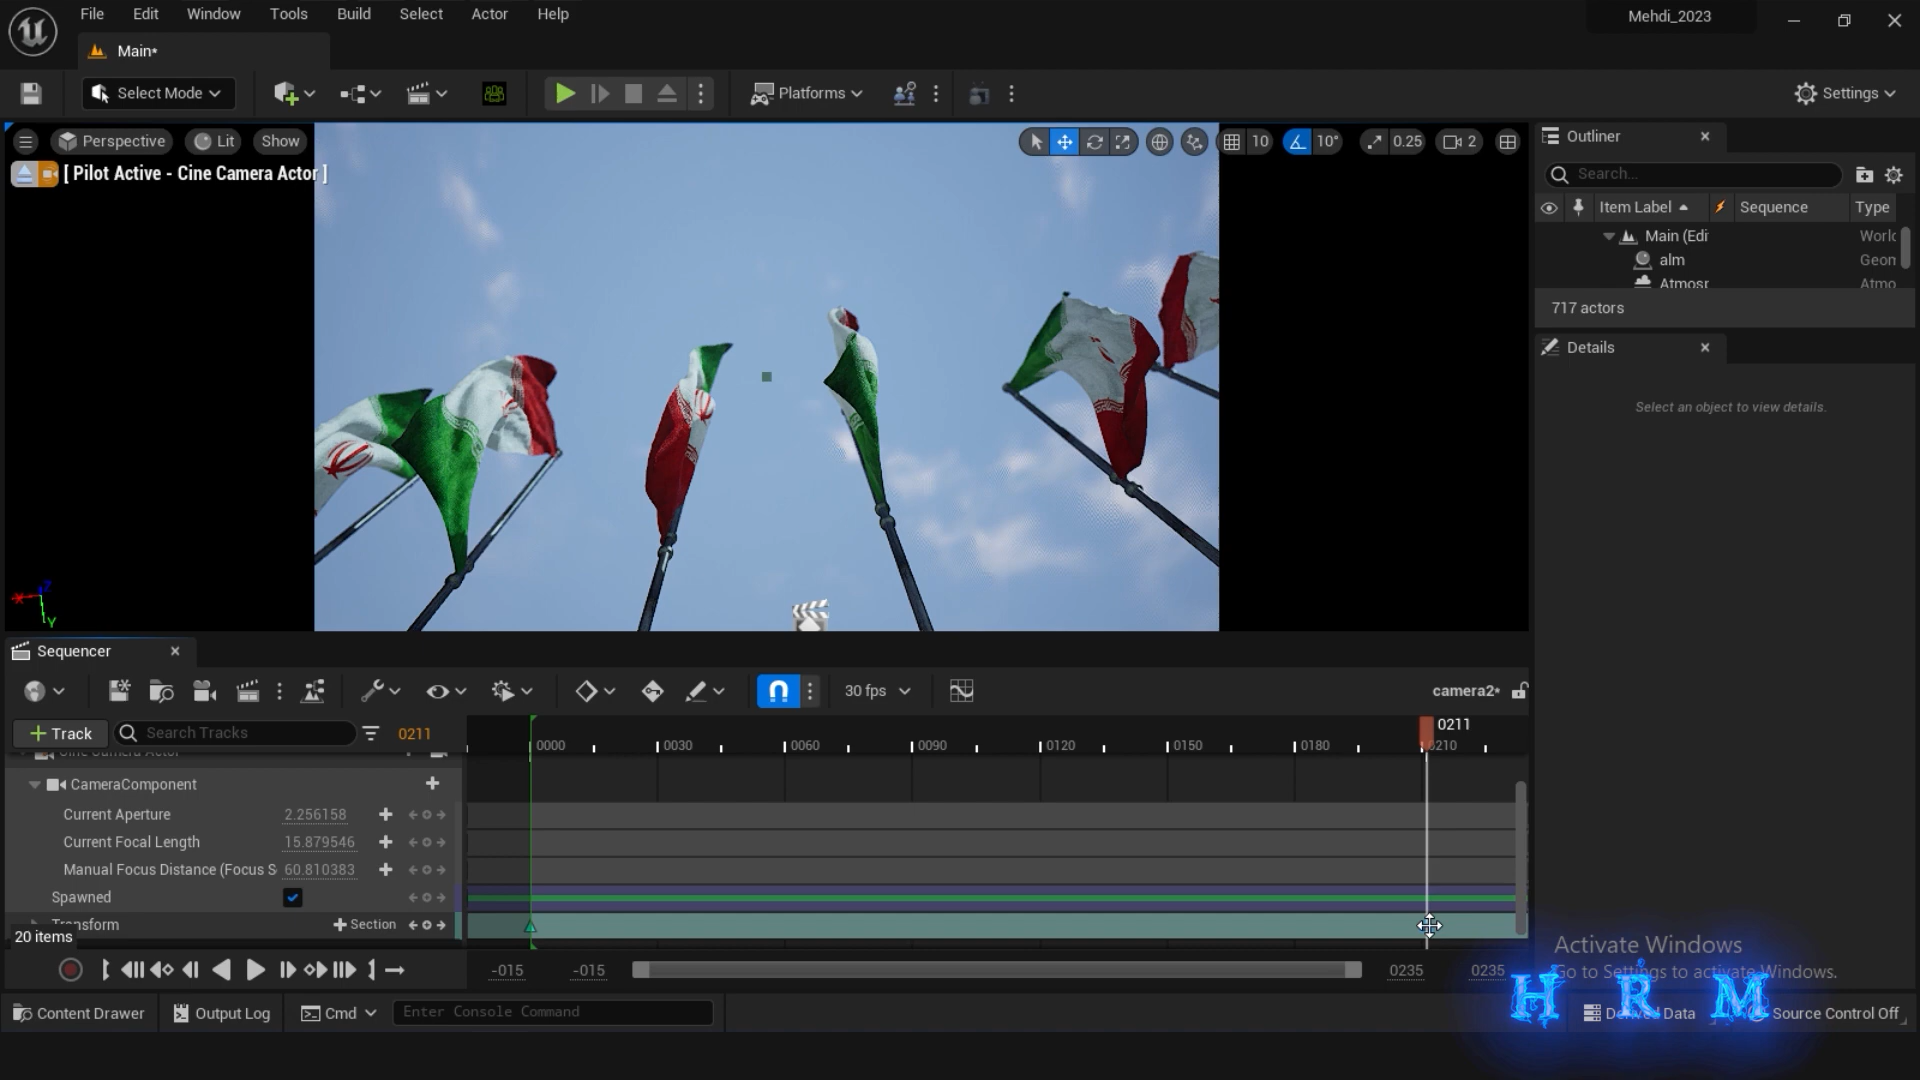 File Edit Window Tools Build Select Actor Help
Mehdi_2023
Main*
Select Mode
Platforms
Settings
Perspective Lit Show
10 10° 0.25 2
[ Pilot Active - Cine Camera Actor ]
Outliner
Search...
Item Label Sequence Type
Main (Edi Worlc
alm Geon
Atmosr Atmo
717 actors
Details
Select an object to view details.
Z
X
Y
Sequencer
30 fps
camera2*
Track
Search Tracks
0211
0211
0000 0030 0060 0090 0120 0150 0180 0210
Cine Camera Actor
CameraComponent
Current Aperture 2.256158
Current Focal Length 15.879546
Manual Focus Distance (Focus S 60.810383
Spawned
Transform Section
20 items
-015 -015 0235 0235
Activate Windows
Go to Settings to activate Windows.
H R M
Content Drawer Output Log Cmd Enter Console Command
Derived Data Source Control Off